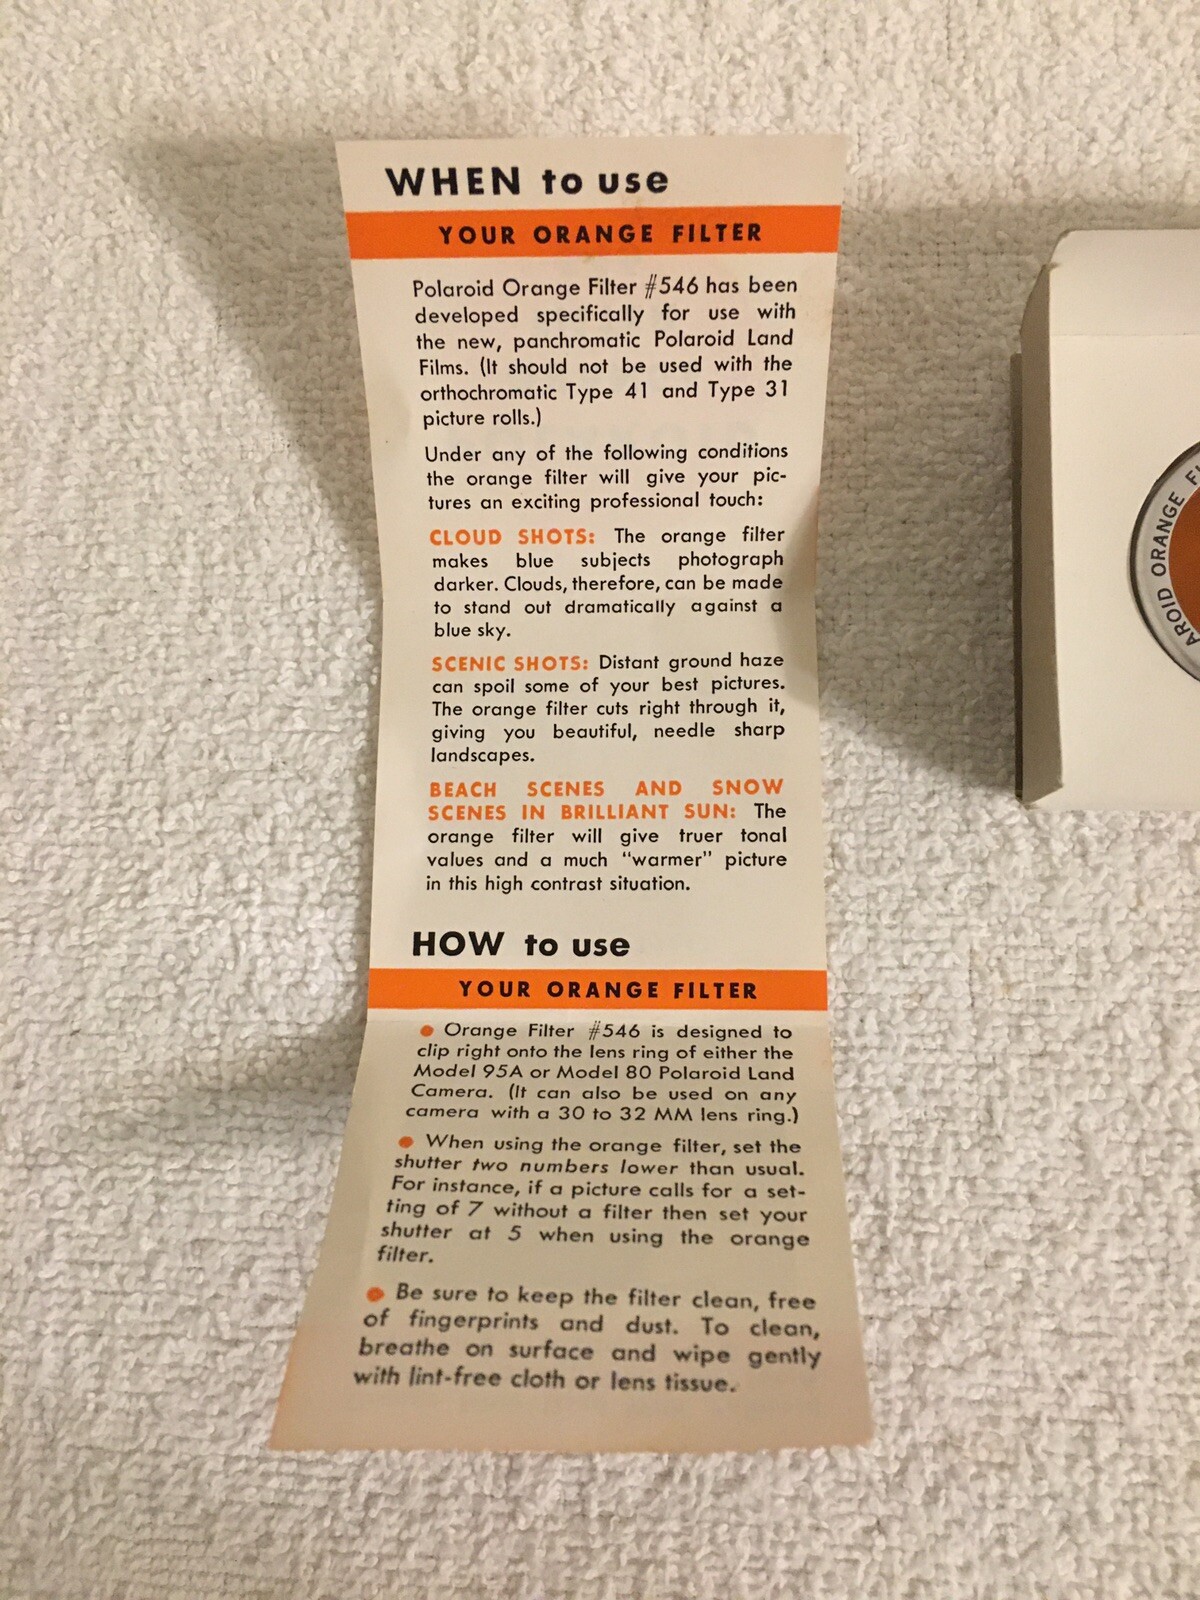 WHEN to use
YOUR ORANGE FILTER
Polaroid Orange Filter #546 has been
developed specifically for use with
the new, panchromatic Polaroid Land
Films. (It should not be used with the
orthochromatic Type 41 and Type 31
picture rolls.)
Under any of the following conditions
the orange filter will give your pic-
tures an exciting professional touch:
CLOUD SHOTS: The orange filter
makes blue subjects photograph
darker. Clouds, therefore, can be made
to stand out dramatically against a
blue sky.
SCENIC SHOTS: Distant ground haze
can spoil some of your best pictures.
The orange filter cuts right through it,
giving you beautiful, needle sharp
landscapes.
BEACH SCENES AND SNOW
SCENES IN BRILLIANT SUN: The
orange filter will give truer tonal
values and a much "warmer" picture
in this high contrast situation.
HOW to use
YOUR ORANGE FILTER
• Orange Filter #546 is designed to
clip right onto the lens ring of either the
Model 95A or Model 80 Polaroid Land
Camera. (It can also be used on any
camera with a 30 to 32 MM lens ring.)
• When using the orange filter, set the
shutter two numbers lower than usual.
For instance, if a picture calls for a set-
ting of 7 without a filter then set your
shutter at 5 when using the orange
filter.
• Be sure to keep the filter clean, free
of fingerprints and dust. To clean,
breathe on surface and wipe gently
with lint-free cloth or lens tissue.
AROID ORANGE FI